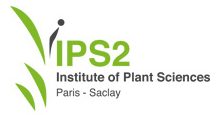 IPS2
Institute of Plant Sciences
Paris - Saclay